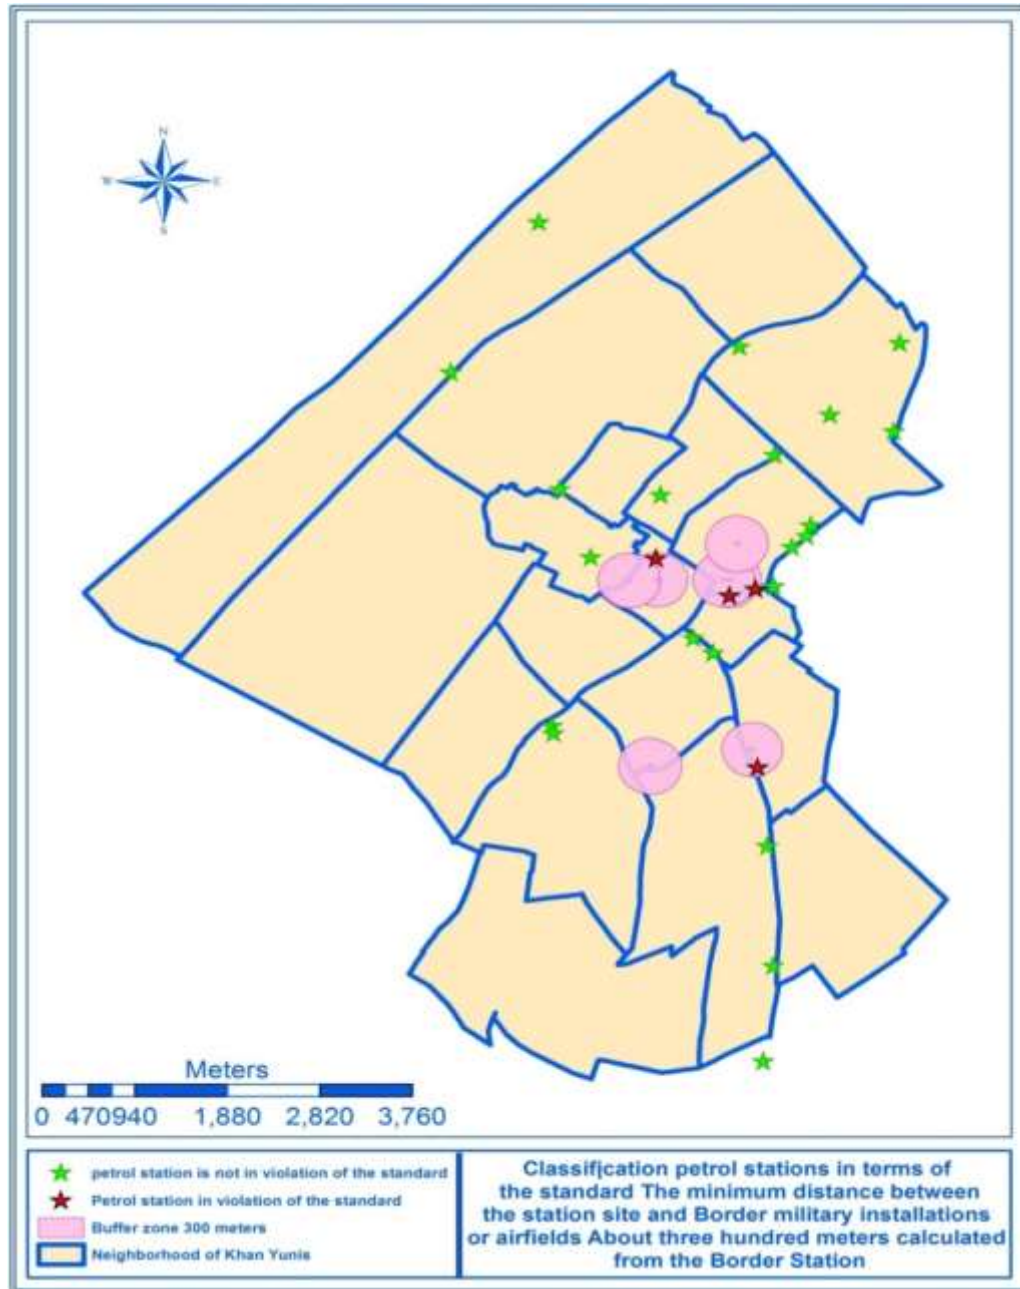 N
W
E
S
Meters
0 470940 1,880 2,820 3,760
petrol station is not in violation of the standard
Petrol station in violation of the standard
Buffer zone 300 meters
Neighborhood of Khan Yunis
Classification petrol stations in terms of
the standard The minimum distance between
the station site and Border military installations
or airfields About three hundred meters calculated
from the Border Station